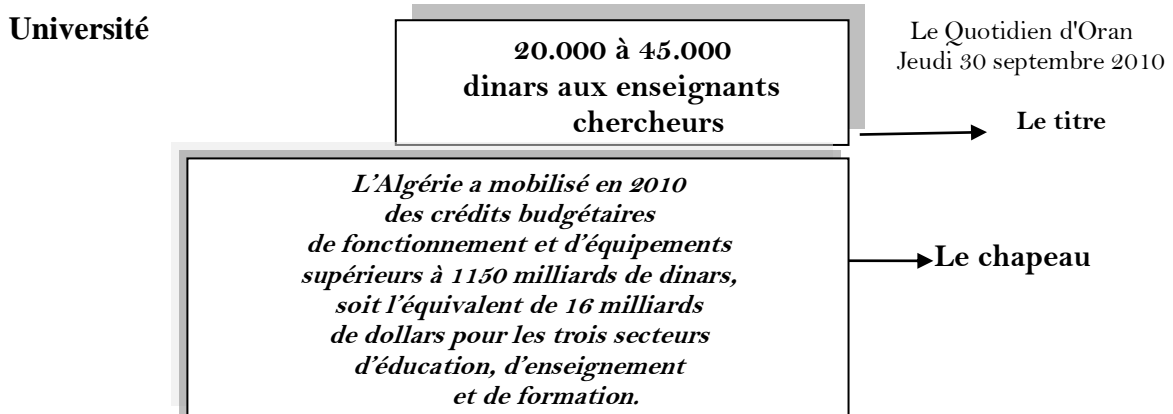 Université
Le Quotidien d'Oran
Jeudi 30 septembre 2010
20.000 à 45.000
dinars aux enseignants
chercheurs
Le titre
L'Algérie a mobilisé en 2010
des crédits budgétaires
de fonctionnement et d'équipements
supérieurs à 1150 milliards de dinars,
soit l'équivalent de 16 milliards
de dollars pour les trois secteurs
d'éducation, d'enseignement
et de formation.
Le chapeau